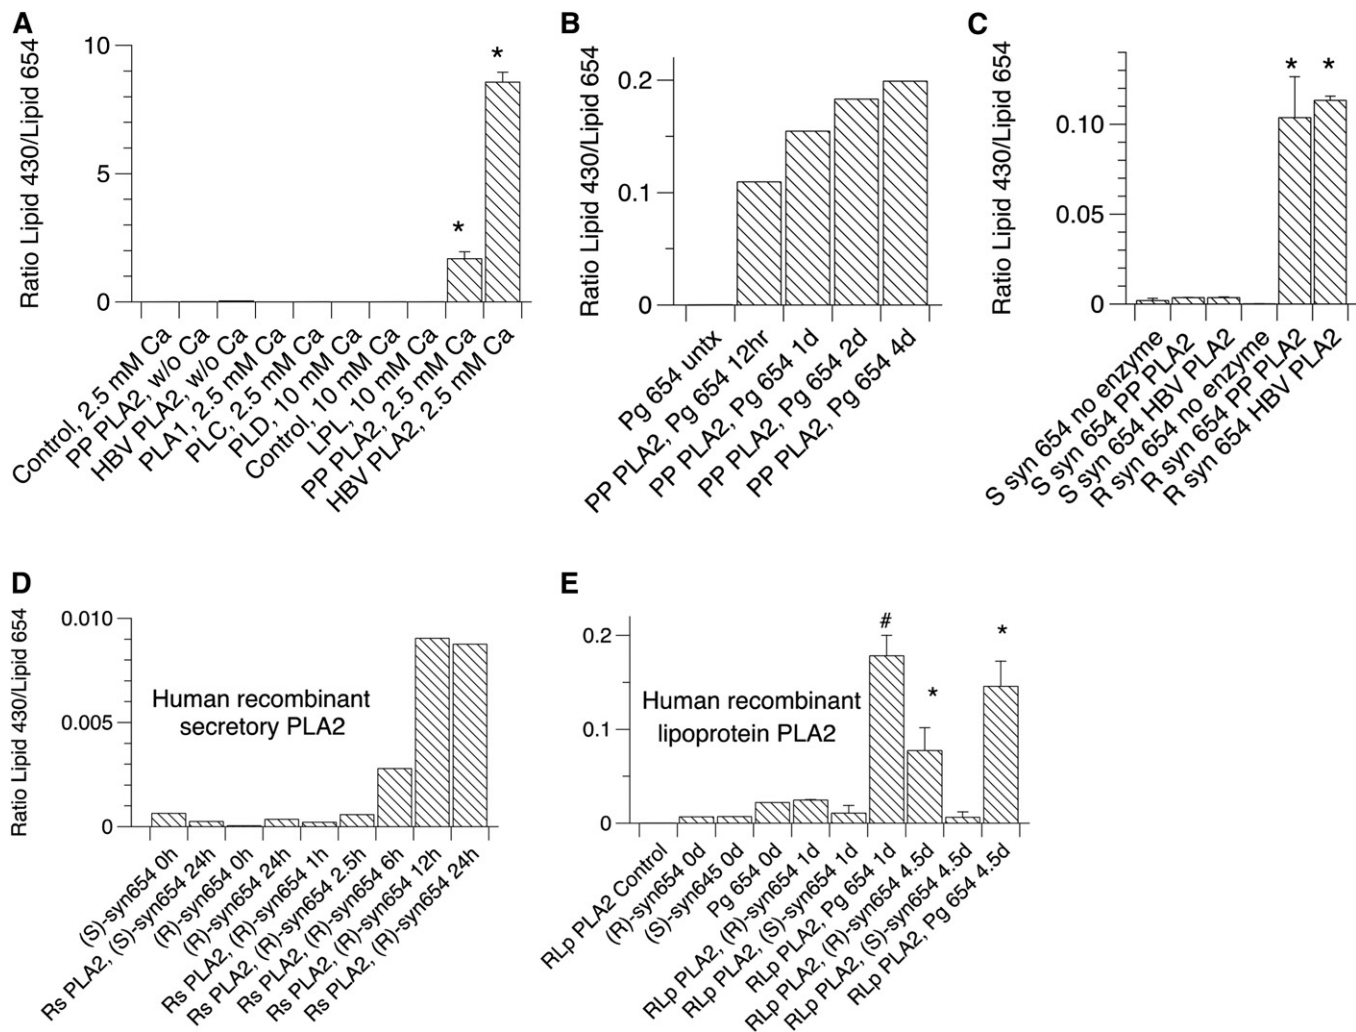 A
Ratio Lipid 430/Lipid 654
10
5
0
*
*
Control, 2.5 mM Ca
PP PLA2, w/o Ca
HBV PLA2, w/o Ca
PLA1, 2.5 mM Ca
PLC, 2.5 mM Ca
PLD, 10 mM Ca
Control, 10 mM Ca
LPL, 10 mM Ca
PP PLA2, 2.5 mM Ca
HBV PLA2, 2.5 mM Ca
B
Ratio Lipid 430/Lipid 654
0.2
0.1
0
Pg 654 untx
PP PLA2, Pg 654 12hr
PP PLA2, Pg 654 1d
PP PLA2, Pg 654 2d
PP PLA2, Pg 654 4d
C
Ratio Lipid 430/Lipid 654
0.10
0.05
0
*
*
S syn 654 no enzyme
S syn 654 PP PLA2
S syn 654 HBV PLA2
R syn 654 no enzyme
R syn 654 PP PLA2
R syn 654 HBV PLA2
D
Ratio Lipid 430/Lipid 654
0.010
0.005
0
Human recombinant
secretory PLA2
(S)-syn654 0h
Rs PLA2, (S)-syn654 24h
(R)-syn654 0h
(R)-syn654 24h
Rs PLA2, (R)-syn654 1h
Rs PLA2, (R)-syn654 2.5h
Rs PLA2, (R)-syn654 6h
Rs PLA2, (R)-syn654 12h
Rs PLA2, (R)-syn654 24h
E
Ratio Lipid 430/Lipid 654
0.2
0.1
0
Human recombinant
lipoprotein PLA2
#
*
*
RLp PLA2 Control
(R)-syn654 0d
(S)-syn645 0d
Pg 654 0d
RLp PLA2, (R)-syn654 1d
RLp PLA2, (S)-syn654 1d
RLp PLA2, Pg 654 1d
RLp PLA2, (R)-syn654 4.5d
RLp PLA2, (S)-syn654 4.5d
RLp PLA2, Pg 654 4.5d